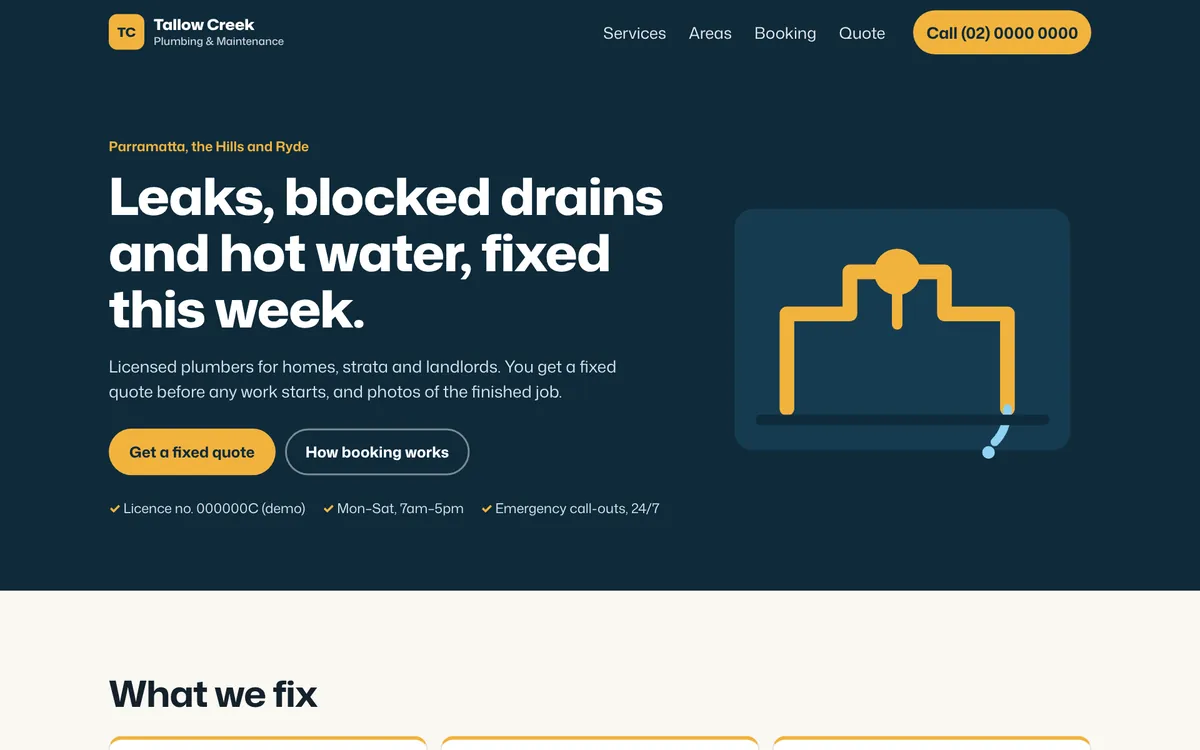 TC
Tallow Creek
Plumbing & Maintenance
Services
Areas
Booking
Quote
Call (02) 0000 0000
Parramatta, the Hills and Ryde
Leaks, blocked drains
and hot water, fixed
this week.
Licensed plumbers for homes, strata and landlords. You get a fixed
quote before any work starts, and photos of the finished job.
Get a fixed quote
How booking works
Licence no. 000000C (demo)
Mon–Sat, 7am–5pm
Emergency call-outs, 24/7
What we fix